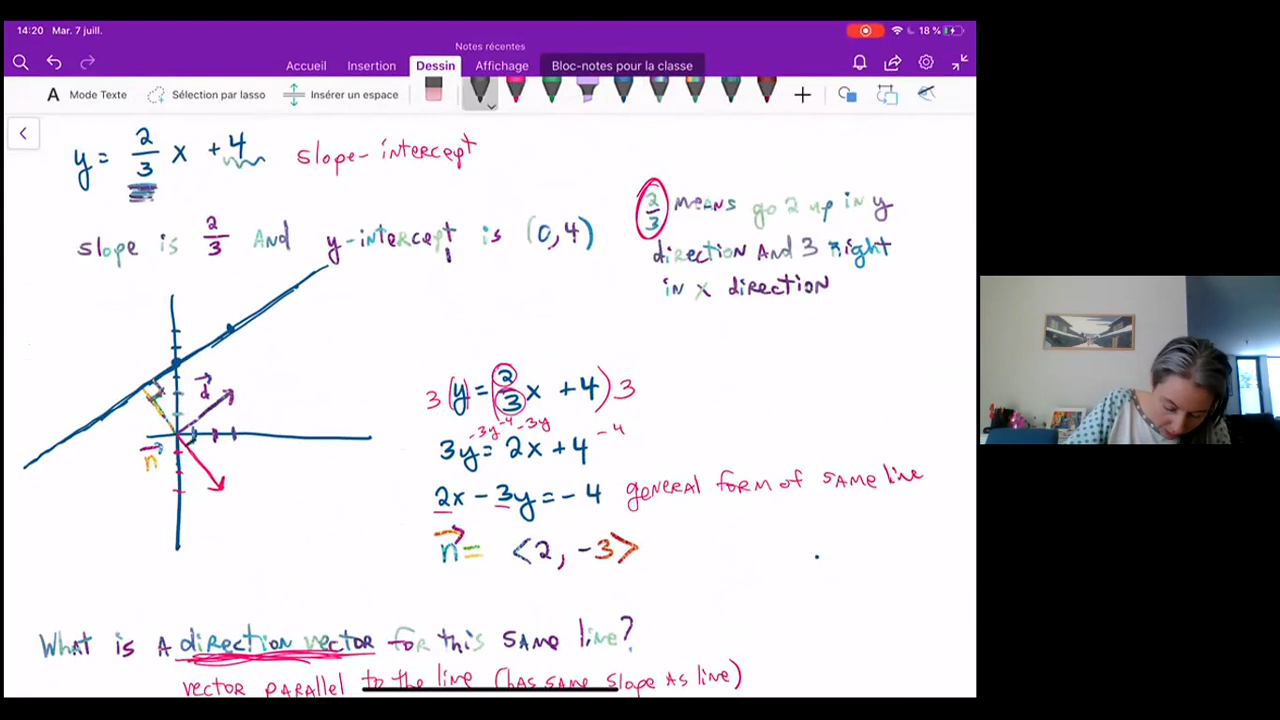 14:20 Mar. 7 juill.
18 %
Notes récentes
Accueil Insertion Dessin Affichage Bloc-notes pour la classe
A Mode Texte Sélection par lasso Insérer un espace
y = 2/3 x + 4 slope-intercept
slope is 2/3 And y-intercept is (0,4)
2/3 means go 2 up in y
direction and 3 right
in x direction
d
n
3 (y = 2/3 x + 4) 3
-3y -4 -3y -4
3y = 2x + 4
2x - 3y = -4 general form of same line
n = <2, -3>
What is a direction vector for this same line?
vector parallel to the line (has same slope as line)